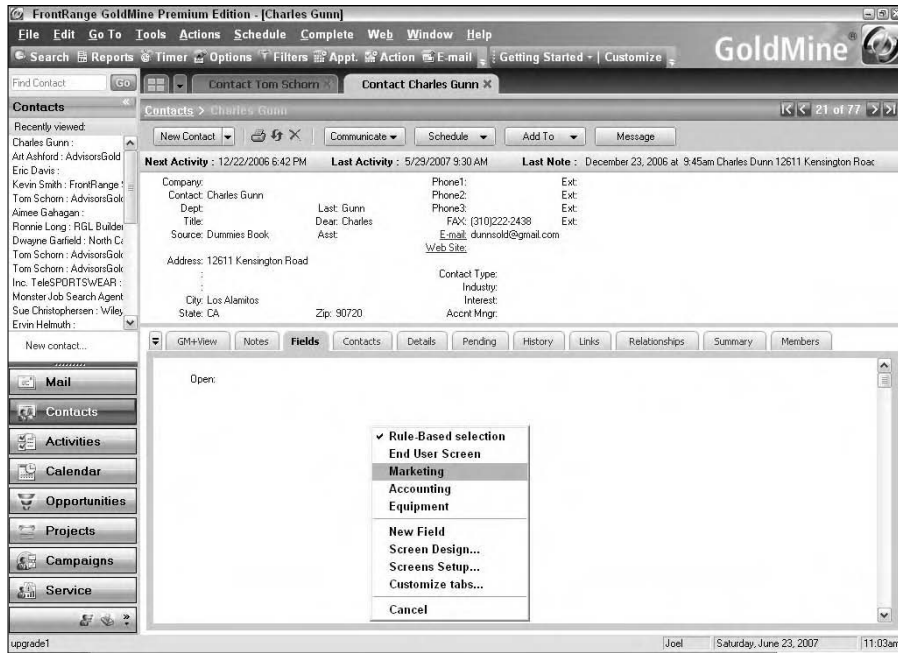 FrontRange GoldMine Premium Edition - [Charles Gunn]
File Edit Go To Tools Actions Schedule Complete Web Window Help
Search Reports Timer Options Filters Appt. Action E-mail Getting Started - | Customize
GoldMine®
Find Contact Go Contact Tom Schorn Contact Charles Gunn
Contacts
Contacts > Charles Gunn 21 of 77
Recently viewed:
Charles Gunn :
Art Ashford : AdvisorsGold
Eric Davis :
Kevin Smith : FrontRange
Tom Schorn : AdvisorsGold
Aimee Gahagan :
Ronnie Long : RGL Builder
Dwayne Garfield : North Ca
Tom Schorn : AdvisorsGold
Tom Schorn : AdvisorsGold
Inc. TeleSPORTSWEAR :
Monster Job Search Agent
Sue Christophersen : Wiley
Ervin Helmuth :
New contact...
New Contact Communicate Schedule Add To Message
Next Activity : 12/22/2006 6:42 PM Last Activity : 5/29/2007 9:30 AM Last Note : December 23, 2006 at 9:45am Charles Dunn 12611 Kensington Roac
Company: Phone1: Ext:
Contact: Charles Gunn Phone2: Ext:
Dept: Last: Gunn Phone3: Ext:
Title: Dear: Charles FAX: (310)222-2438 Ext:
Source: Dummies Book Asst: E-mail: dunnsold@gmail.com
Web Site:
Address: 12611 Kensington Road
: Contact Type:
: Industry:
City: Los Alamitos Interest:
State: CA Zip: 90720 Accnt Mngr:
GM+View Notes Fields Contacts Details Pending History Links Relationships Summary Members
Open:
Rule-Based selection
End User Screen
Marketing
Accounting
Equipment
New Field
Screen Design...
Screens Setup...
Customize tabs...
Cancel
Mail
Contacts
Activities
Calendar
Opportunities
Projects
Campaigns
Service
upgrade1 Joel Saturday, June 23, 2007 11:03am